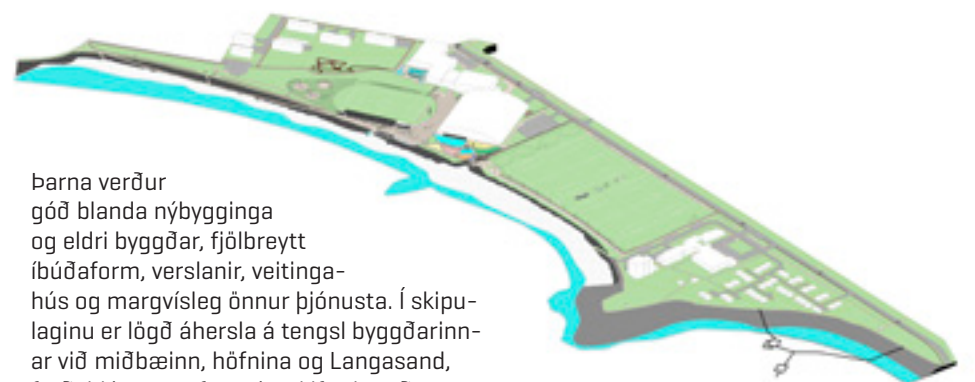 Þarna verður
góð blanda nýbygginga
og eldri byggðar, fjölbreytt
íbúðaform, verslanir, veitinga-
hús og margvísleg önnur þjónusta. Í skipu-
laginu er lögð áhersla á tengsl byggðarinn-
ar við miðbæinn, höfnina og Langasand,